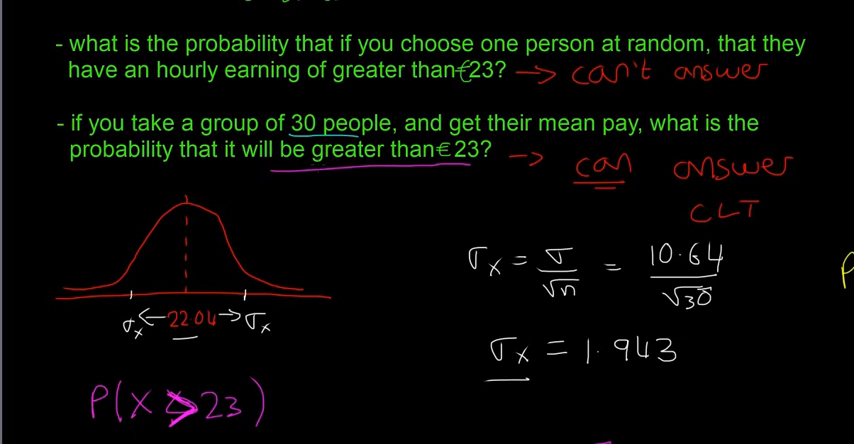 - what is the probability that if you choose one person at random, that they
have an hourly earning of greater than €23? → can't answer
- if you take a group of 30 people, and get their mean pay, what is the
probability that it will be greater than €23? → can answer
CLT
σx = σ/√n = 10.64/√30
σx ← 22.04 → σx
σx = 1.943
P(X > 23)
P